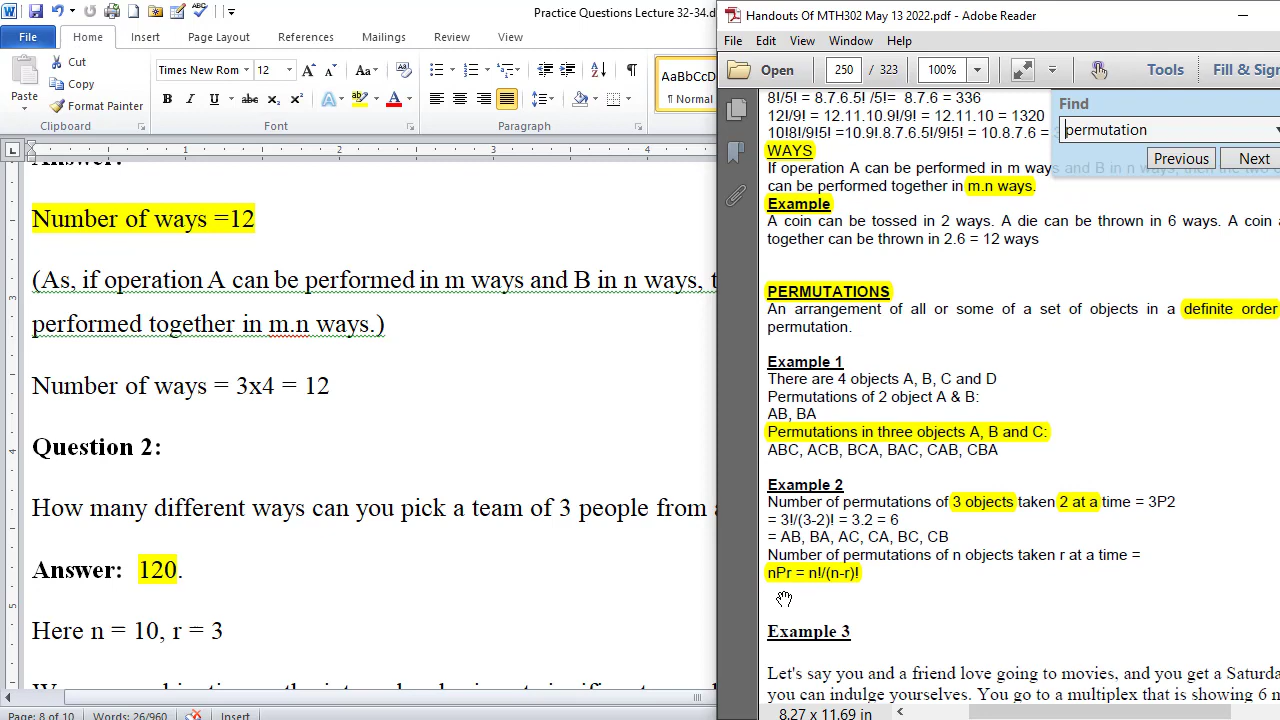 Practice Questions Lecture 32-34.d
File Home Insert Page Layout References Mailings Review View
Paste Cut Copy Format Painter
Times New Rom 12
AaBbCcD
¶ Normal
Clipboard Font Paragraph
1 2 3 4
Number of ways =12
(As, if operation A can be performed in m ways and B in n ways,
performed together in m.n ways.)
Number of ways = 3x4 = 12
Question 2:
How many different ways can you pick a team of 3 people from
Answer: 120.
Here n = 10, r = 3
Page: 8 of 10 Words: 26/960 Insert
Handouts Of MTH302 May 13 2022.pdf - Adobe Reader
File Edit View Window Help
Open 250 / 323 100% Tools Fill & Sign
Find
permutation
Previous Next
8!/5! = 8.7.6.5! /5!= 8.7.6 = 336
12!/9! = 12.11.10.9!/9! = 12.11.10 = 1320
10!8!/9!5! =10.9!.8.7.6.5!/9!5! = 10.8.7.6 =
WAYS
If operation A can be performed in m ways and B in n ways, then the two
can be performed together in m.n ways.
Example
A coin can be tossed in 2 ways. A die can be thrown in 6 ways. A coin
together can be thrown in 2.6 = 12 ways
PERMUTATIONS
An arrangement of all or some of a set of objects in a definite order
permutation.
Example 1
There are 4 objects A, B, C and D
Permutations of 2 object A & B:
AB, BA
Permutations in three objects A, B and C:
ABC, ACB, BCA, BAC, CAB, CBA
Example 2
Number of permutations of 3 objects taken 2 at a time = 3P2
= 3!/(3-2)! = 3.2 = 6
= AB, BA, AC, CA, BC, CB
Number of permutations of n objects taken r at a time =
nPr = n!/(n-r)!
Example 3
Let's say you and a friend love going to movies, and you get a Saturda
you can indulge yourselves. You go to a multiplex that is showing 6
8.27 x 11.69 in